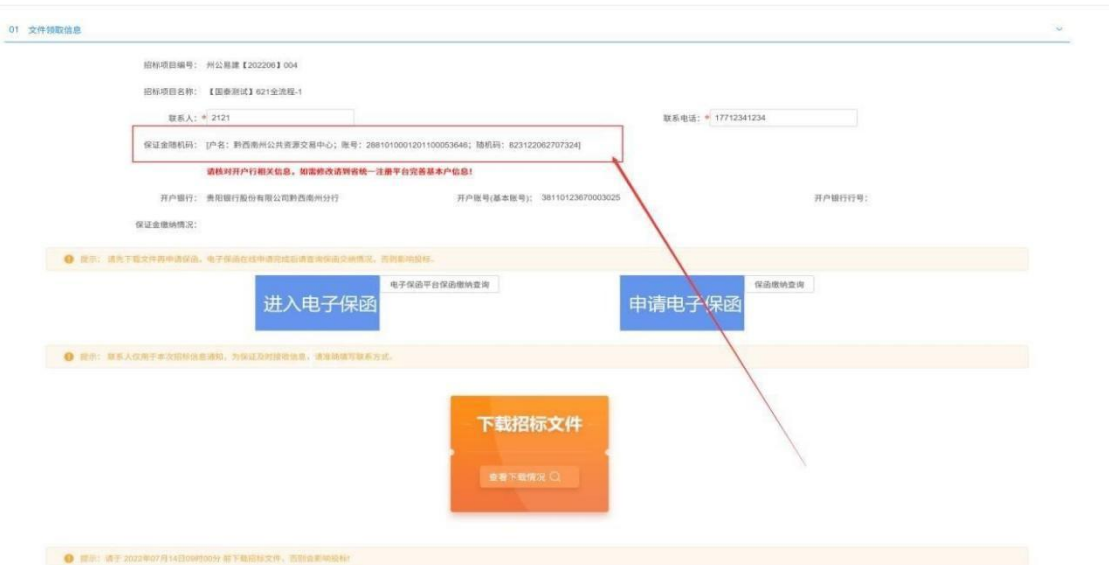 01 文件领取信息
招标项目编号： 州公易建【202206】004
招标项目名称： 【国泰测试】621全流程-1
联系人：* 2121 联系电话：* 17712341234
保证金随机码： [户名：黔西南州公共资源交易中心；账号：2881010001201100053646；随机码：823122062707324]
请核对开户行相关信息，如需修改请到省统一注册平台完善基本户信息！
开户银行： 贵阳银行股份有限公司黔西南州分行 开户账号(基本账号)： 38110123670003025 开户银行行号：
保证金缴纳情况：
提示：请先下载文件再申请保函，电子保函在线申请完成后请查询保函交纳情况，否则影响投标。
进入电子保函 电子保函平台保函缴纳查询 申请电子保函 保函缴纳查询
提示：联系人仅用于本次招标信息通知，为保证及时接收信息，请准确填写联系方式。
下载招标文件
查看下载情况
提示：请于 2022年07月14日09时00分 前下载招标文件，否则会影响投标！